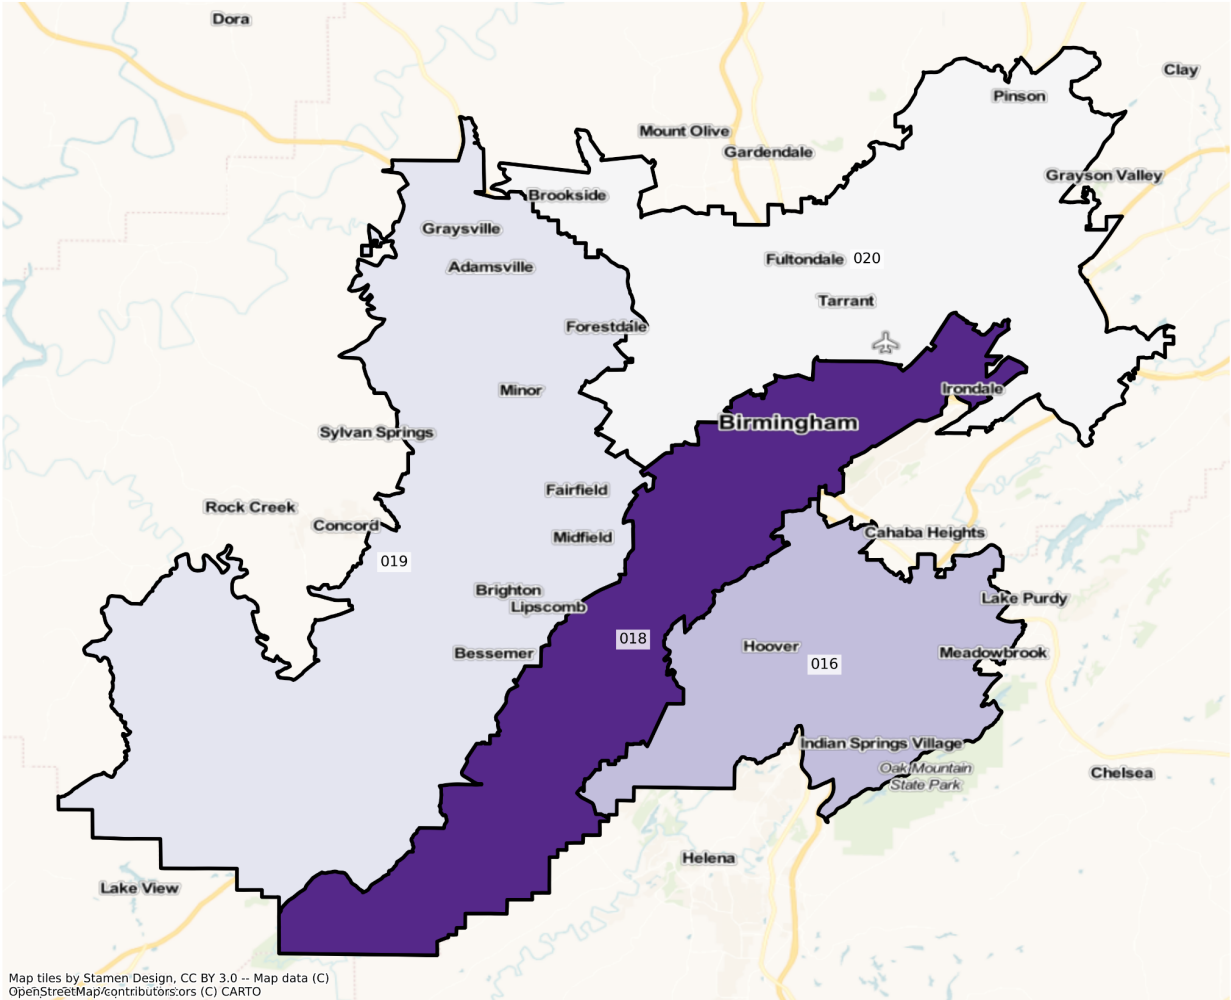 Dora
Clay
Pinson
Mount Olive
Gardendale
Grayson Valley
Brookside
Graysville
Fultondale
020
Adamsville
Tarrant
Forestdale
Minor
Irondale
Birmingham
Sylvan Springs
Fairfield
Rock Creek
Concord
Cahaba Heights
Midfield
019
Brighton
Lake Purdy
Lipscomb
018
Hoover
Bessemer
Meadowbrook
016
Indian Springs Village
Oak Mountain
State Park
Chelsea
Helena
Lake View
Map tiles by Stamen Design, CC BY 3.0 -- Map data (C)
OpenStreetMap contributors (C) CARTO